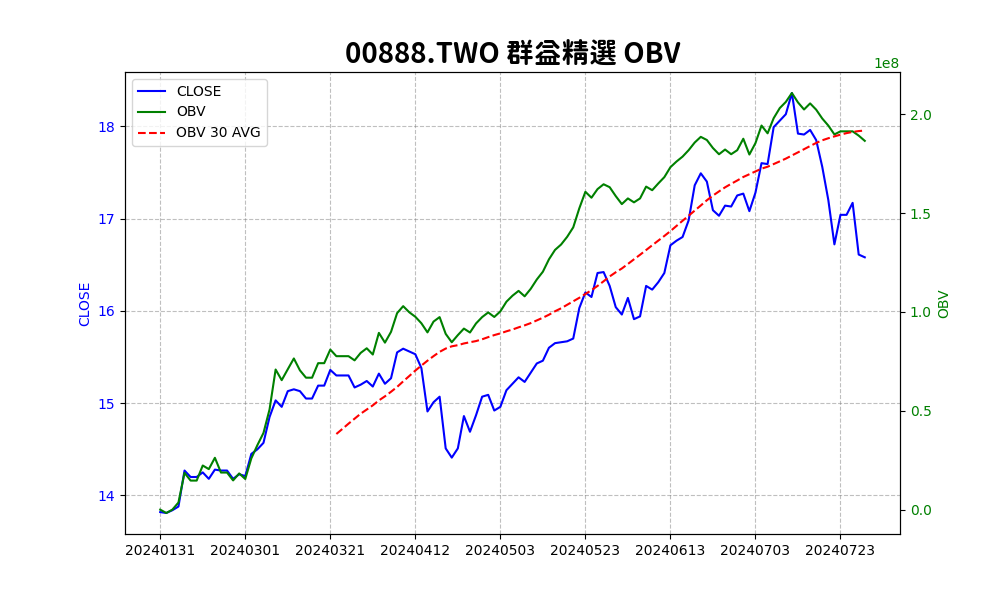 00888.TWO 群益精選 OBV
1e8
CLOSE
OBV
OBV 30 AVG
18
17
16
15
14
CLOSE
2.0
1.5
1.0
0.5
0.0
OBV
20240131 20240301 20240321 20240412 20240503 20240523 20240613 20240703 20240723